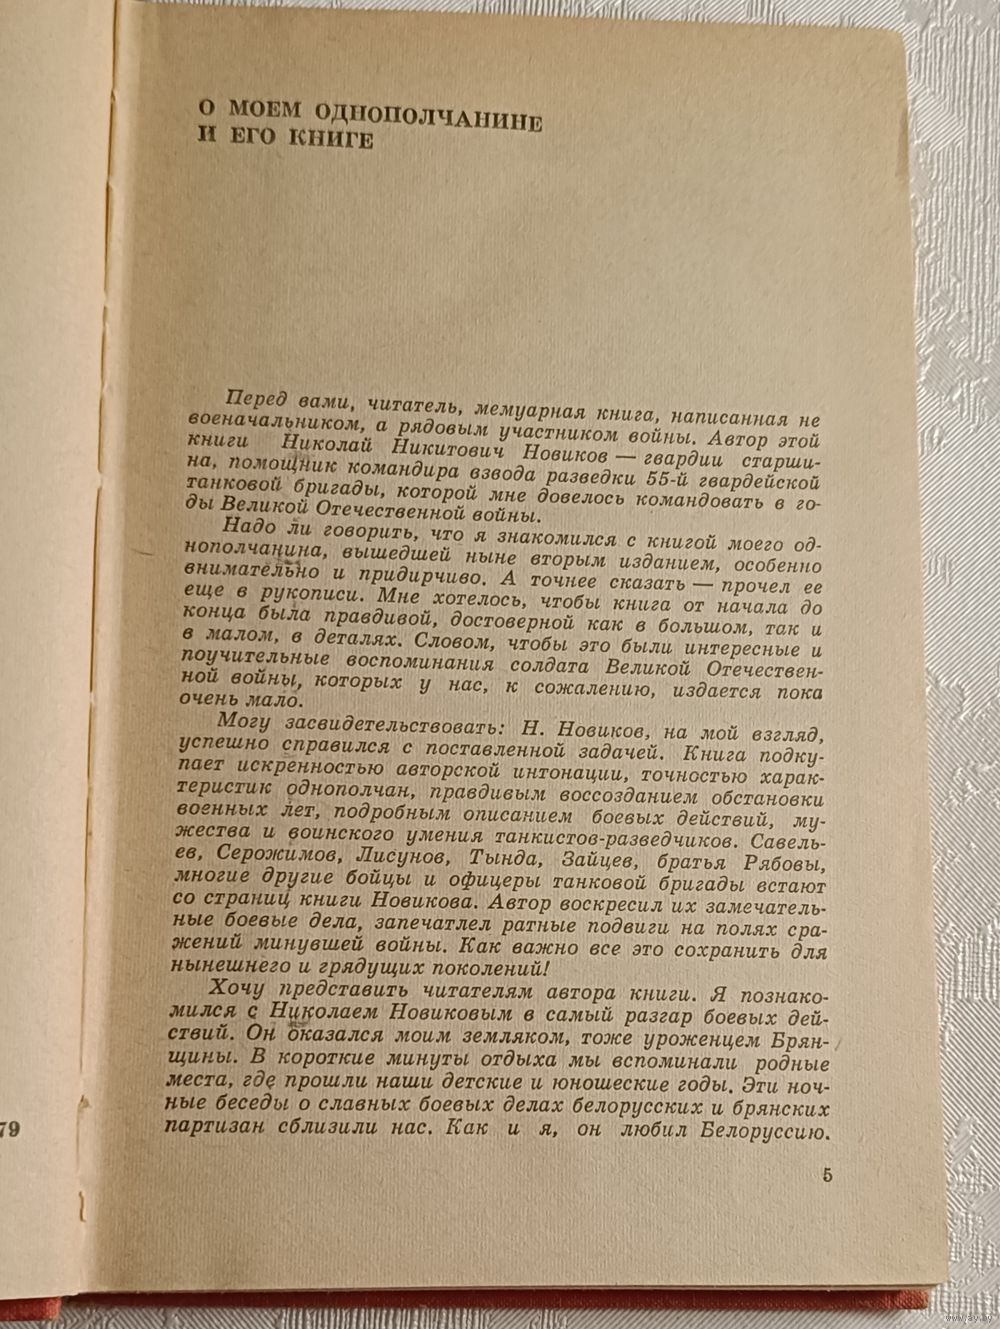 О МОЕМ ОДНОПОЛЧАНИНЕ
И ЕГО КНИГЕ
Перед вами, читатель, мемуарная книга, написанная не
военачальником, а рядовым участником войны. Автор этой
книги Николай Никитович Новиков — гвардии старши-
на, помощник командира взвода разведки 55-й гвардейской
танковой бригады, которой мне довелось командовать в го-
ды Великой Отечественной войны.
Надо ли говорить, что я знакомился с книгой моего од-
нополчанина, вышедшей ныне вторым изданием, особенно
внимательно и придирчиво. А точнее сказать — прочел ее
еще в рукописи. Мне хотелось, чтобы книга от начала до
конца была правдивой, достоверной как в большом, так и
в малом, в деталях. Словом, чтобы это были интересные и
поучительные воспоминания солдата Великой Отечествен-
ной войны, которых у нас, к сожалению, издается пока
очень мало.
Могу засвидетельствовать: Н. Новиков, на мой взгляд,
успешно справился с поставленной задачей. Книга подку-
пает искренностью авторской интонации, точностью харак-
теристик однополчан, правдивым воссозданием обстановки
военных лет, подробным описанием боевых действий, му-
жества и воинского умения танкистов-разведчиков. Савель-
ев, Серожимов, Лисунов, Тында, Зайцев, братья Рябовы,
многие другие бойцы и офицеры танковой бригады встают
со страниц книги Новикова. Автор воскресил их замечатель-
ные боевые дела, запечатлел ратные подвиги на полях сра-
жений минувшей войны. Как важно все это сохранить для
нынешнего и грядущих поколений!
Хочу представить читателям автора книги. Я познако-
мился с Николаем Новиковым в самый разгар боевых дей-
ствий. Он оказался моим земляком, тоже уроженцем Брян-
щины. В короткие минуты отдыха мы вспоминали родные
места, где прошли наши детские и юношеские годы. Эти ноч-
ные беседы о славных боевых делах белорусских и брянских
партизан сблизили нас. Как и я, он любил Белоруссию.
5
79